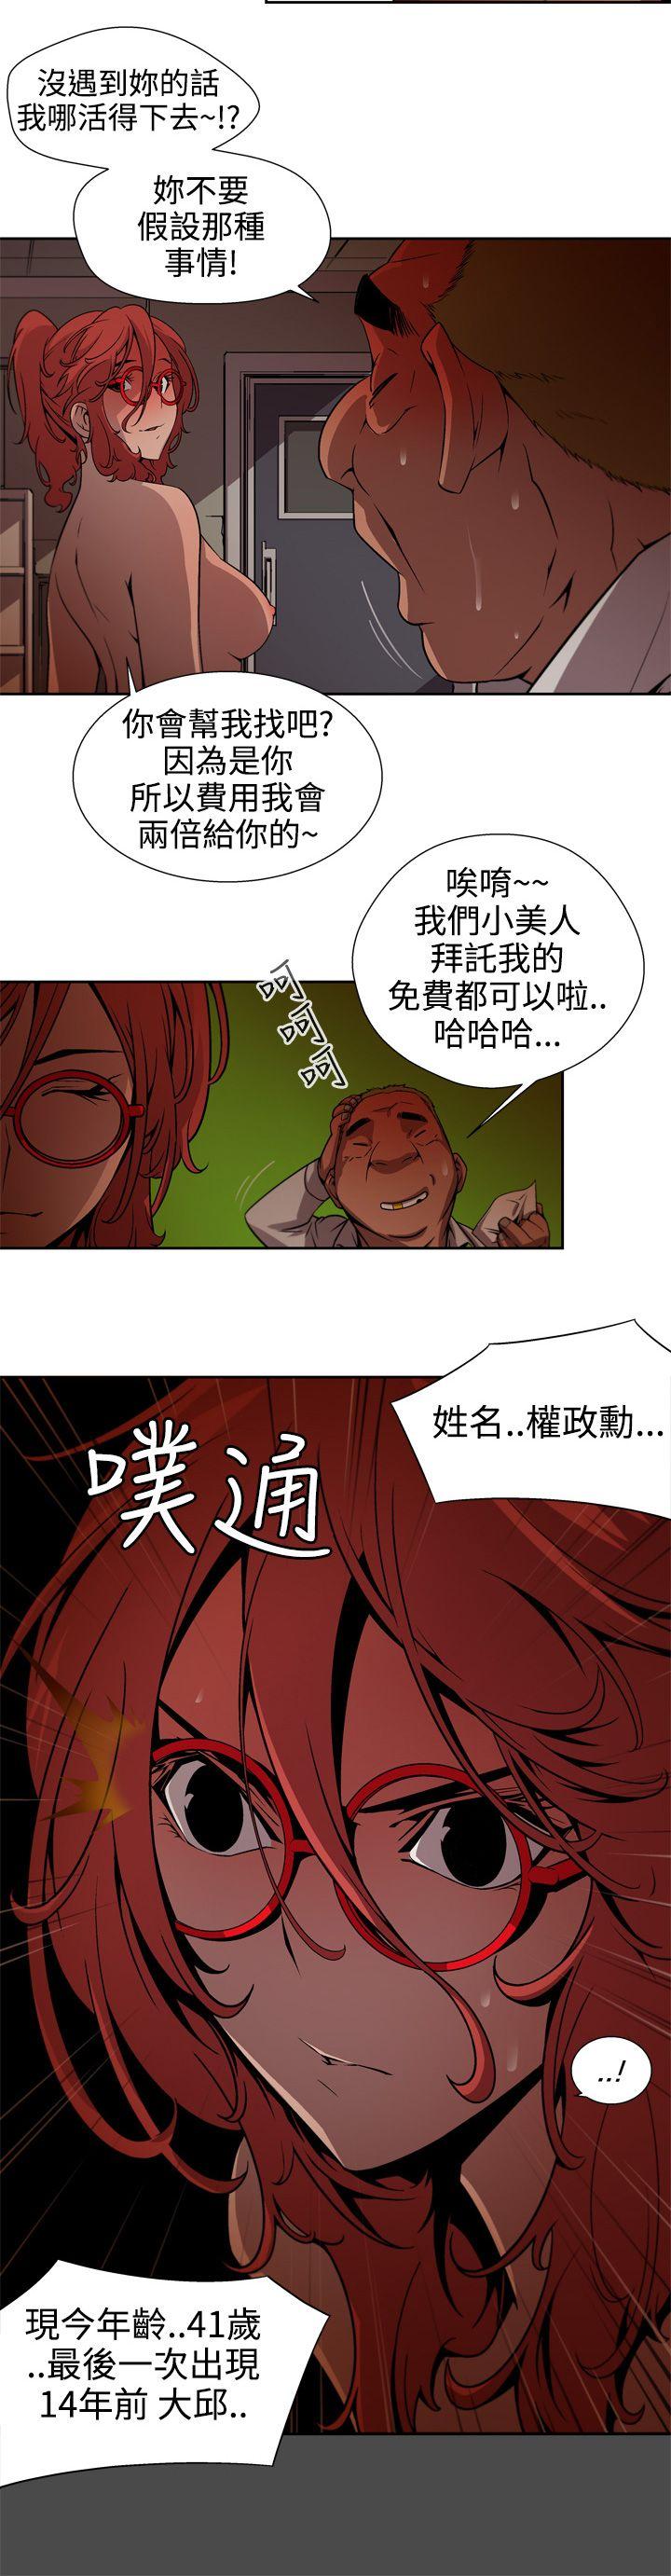 沒遇到妳的話
我哪活得下去~!?
妳不要
假設那種
事情!
你會幫我找吧?
因為是你
所以費用我會
兩倍給你的~
唉唷~~
我們小美人
拜託我的
免費都可以啦..
哈哈哈...
呵
呵
呵
姓名..權政勳...
噗通
..!
現今年齡..41歲
..最後一次出現
14年前 大邱..